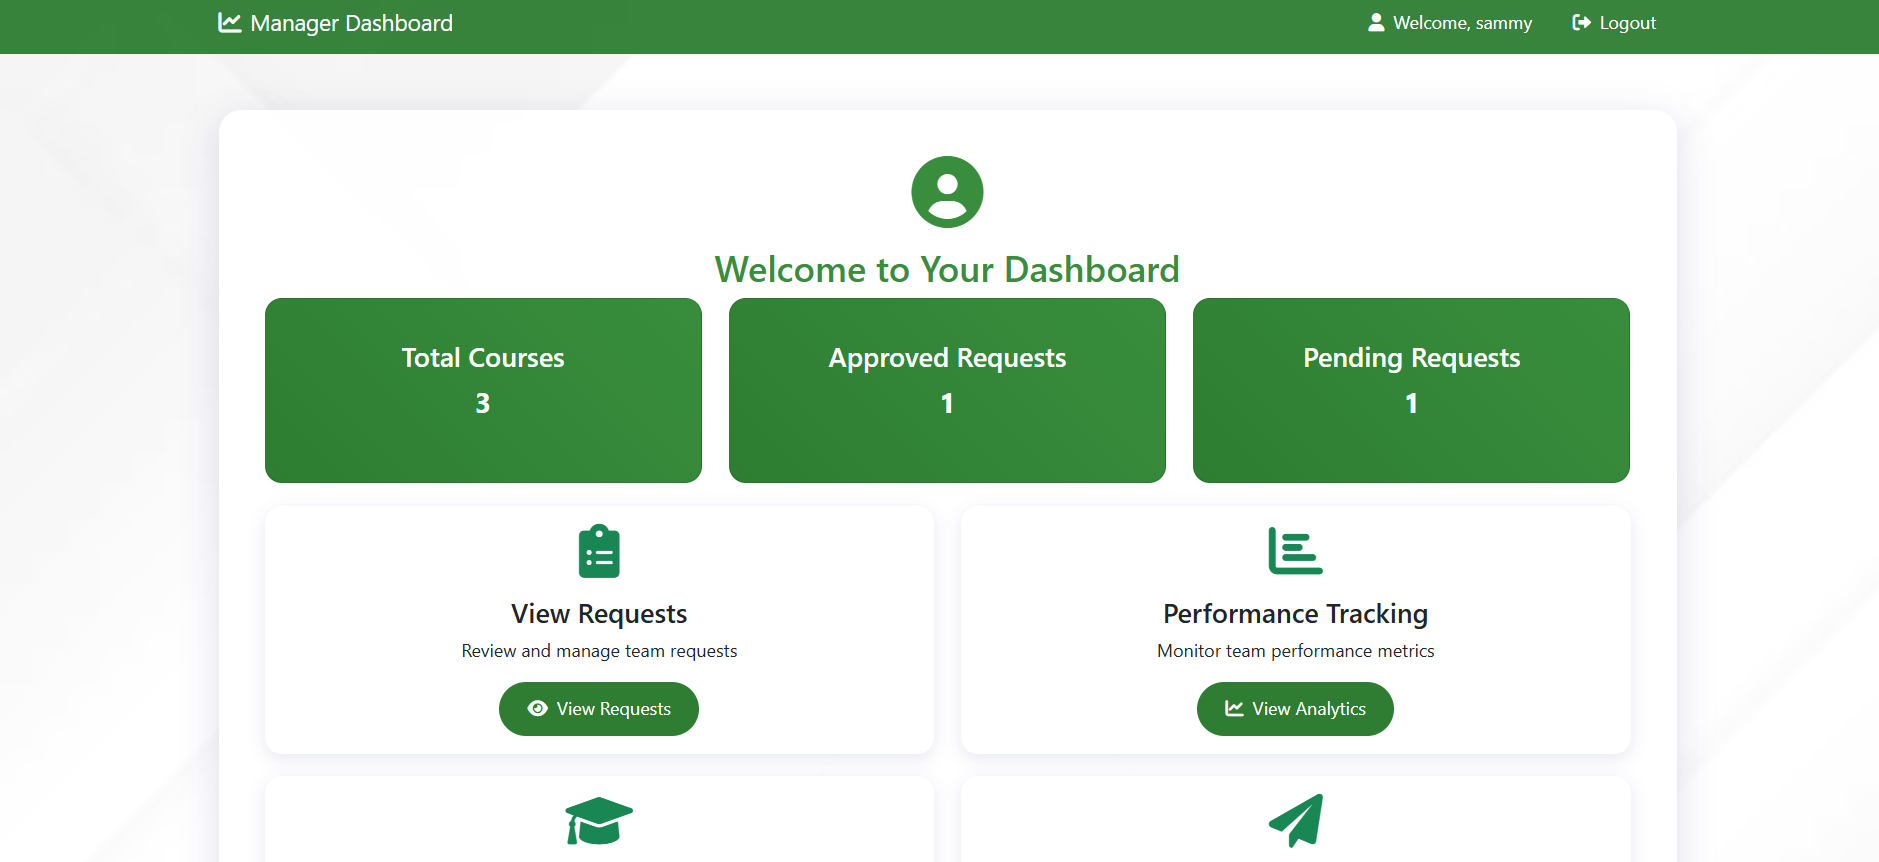 Manager Dashboard
Welcome, sammy
Logout
Welcome to Your Dashboard
Total Courses
3
Approved Requests
1
Pending Requests
1
View Requests
Review and manage team requests
View Requests
Performance Tracking
Monitor team performance metrics
View Analytics